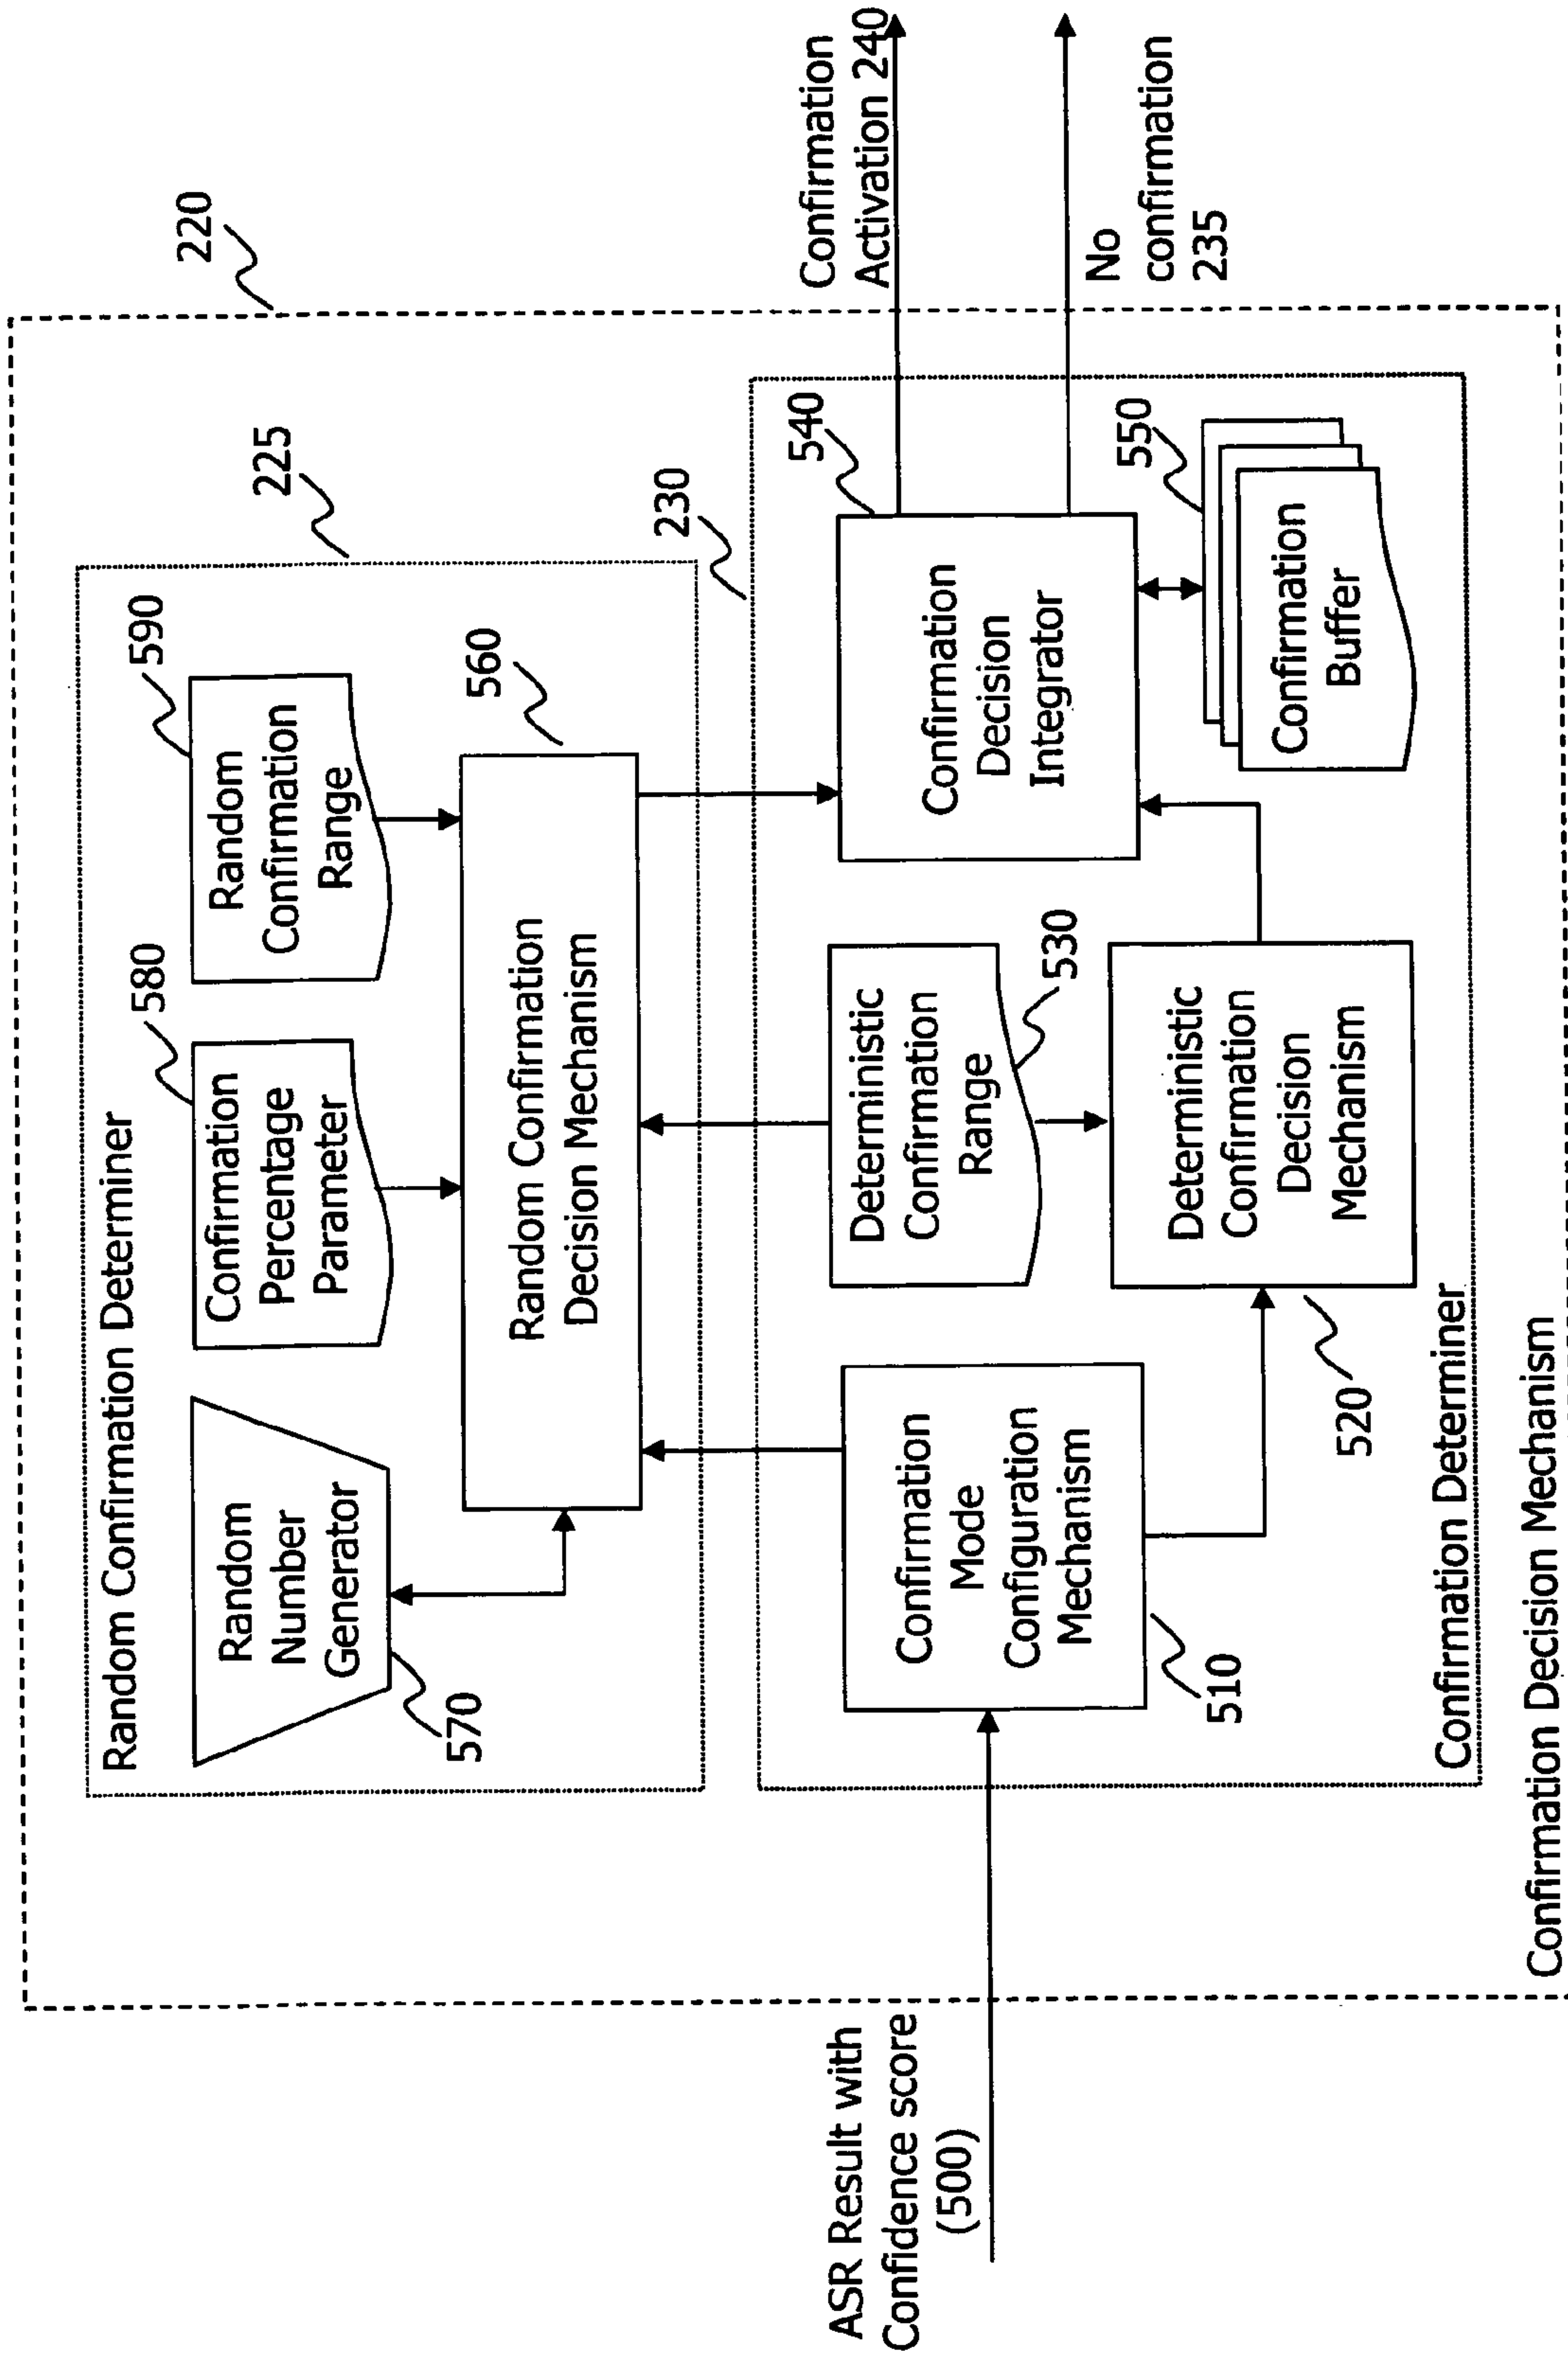 220
225
Random Confirmation Determiner
580
590
Random
Number
Generator
570
Confirmation
Percentage
Parameter
Random
Confirmation
Range
560
Random Confirmation
Decision Mechanism
230
540
Confirmation
Activation 240
ASR Result with
Confidence score
(500)
Confirmation
Mode
Configuration
Mechanism
510
Deterministic
Confirmation
Range
530
Confirmation
Decision
Integrator
No
confirmation
235
550
Deterministic
Confirmation
Decision
Mechanism
520
Confirmation
Buffer
Confirmation Determiner
Confirmation Decision Mechanism